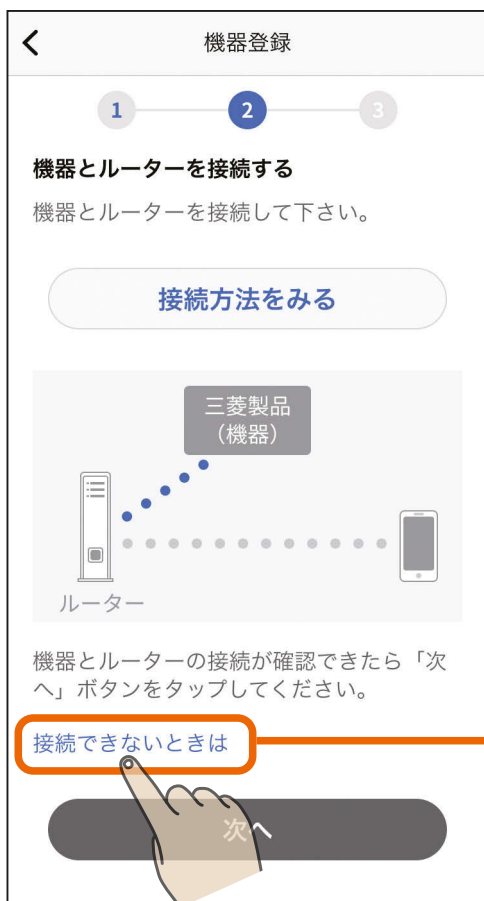 機器登録
1 2 3
機器とルーターを接続する
機器とルーターを接続して下さい。
接続方法をみる
三菱製品
（機器）
ルーター
機器とルーターの接続が確認できたら「次
へ」ボタンをタップしてください。
接続できないときは
次へ